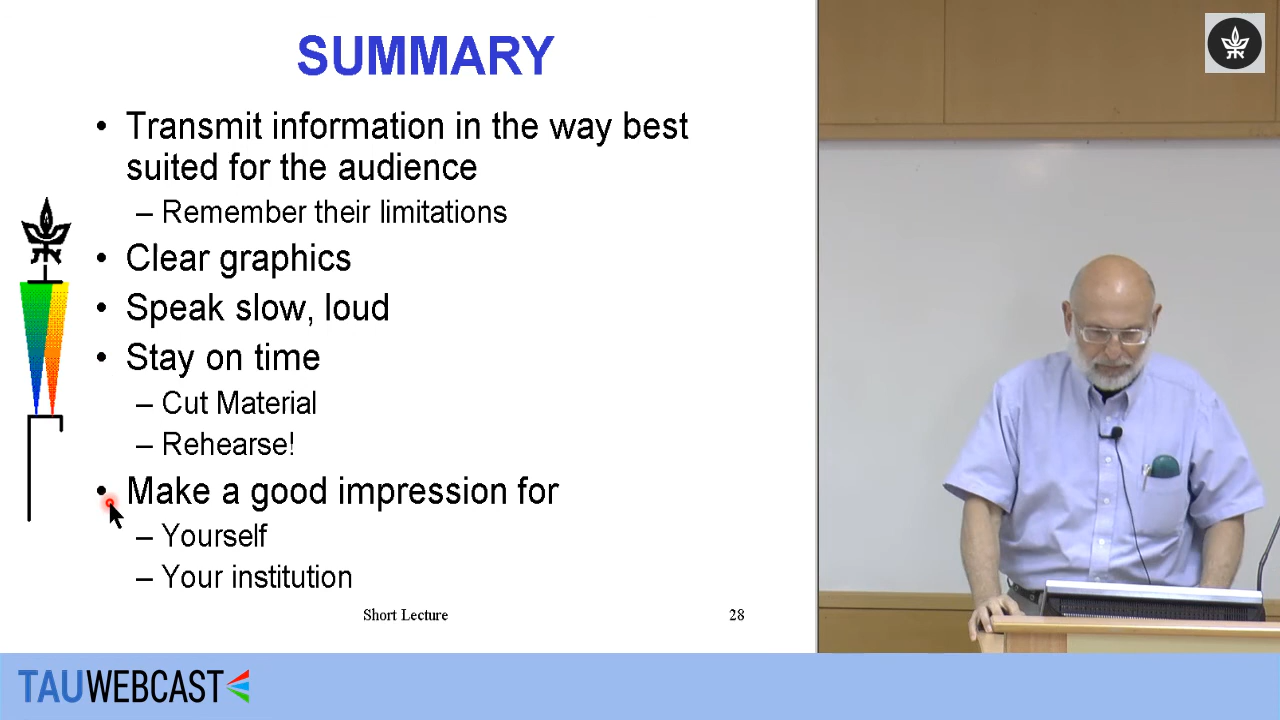 SUMMARY
• Transmit information in the way best
suited for the audience
– Remember their limitations
• Clear graphics
• Speak slow, loud
• Stay on time
– Cut Material
– Rehearse!
• Make a good impression for
– Yourself
– Your institution
Short Lecture 28
TAUWEBCAST